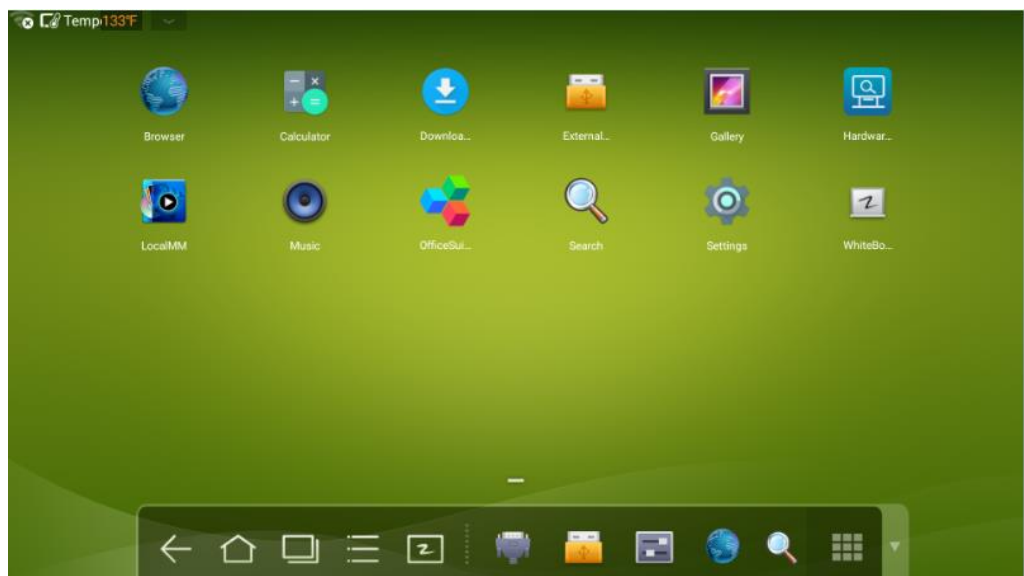 Temp 133°F
Browser Calculator Downloa... External... Gallery Hardwar...
LocalMM Music OfficeSui... Search Settings WhiteBo...